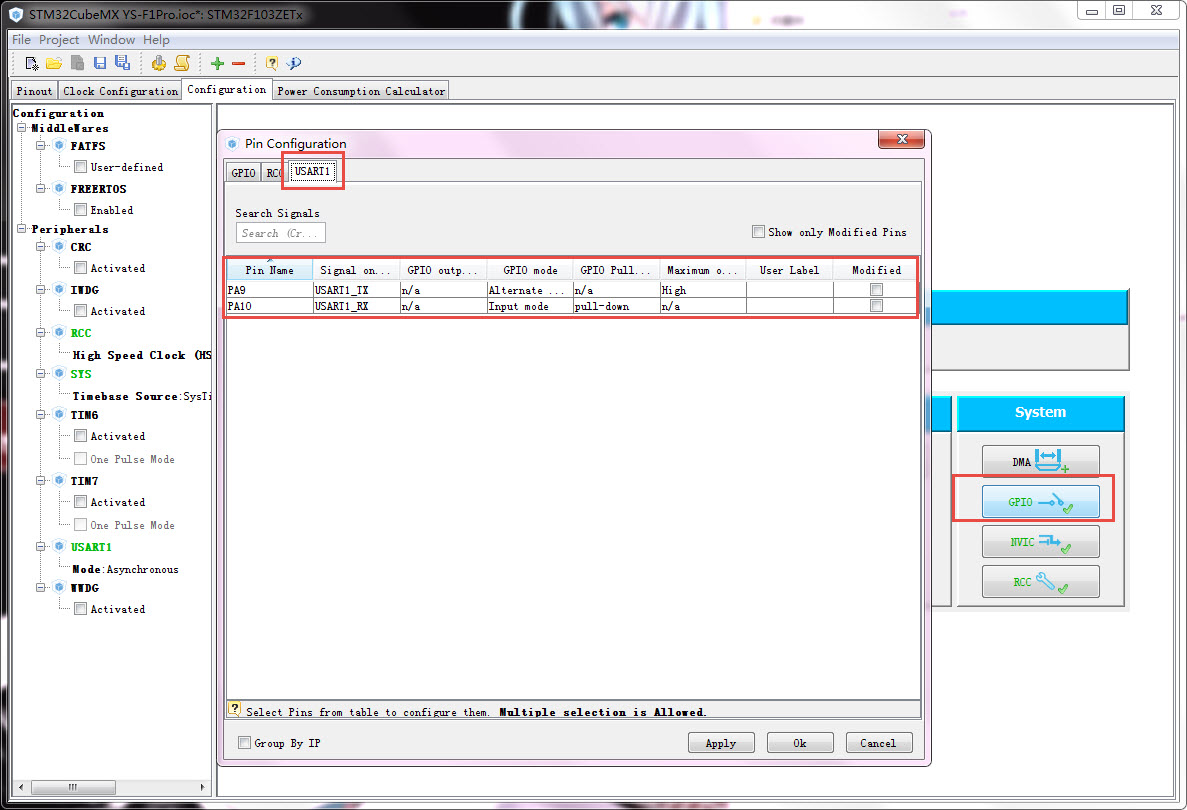 STM32CubeMX YS-F1Pro.ioc*: STM32F103ZETx
File Project Window Help
Pinout Clock Configuration Configuration Power Consumption Calculator
Configuration
MiddleWares
FATFS
User-defined
FREERTOS
Enabled
Peripherals
CRC
Activated
IWDG
Activated
RCC
High Speed Clock (HS
SYS
Timebase Source:SysTi
TIM6
Activated
One Pulse Mode
TIM7
Activated
One Pulse Mode
USART1
Mode:Asynchronous
WWDG
Activated
Pin Configuration
GPIO RCC USART1
Search Signals
Search (Cr...
Show only Modified Pins
Pin Name Signal on... GPIO outp... GPIO mode GPIO Pull... Maximum o... User Label Modified
PA9 USART1_TX n/a Alternate ... n/a High
PA10 USART1_RX n/a Input mode pull-down n/a
Select Pins from table to configure them. Multiple selection is Allowed.
Group By IP
Apply Ok Cancel
System
DMA
GPIO
NVIC
RCC